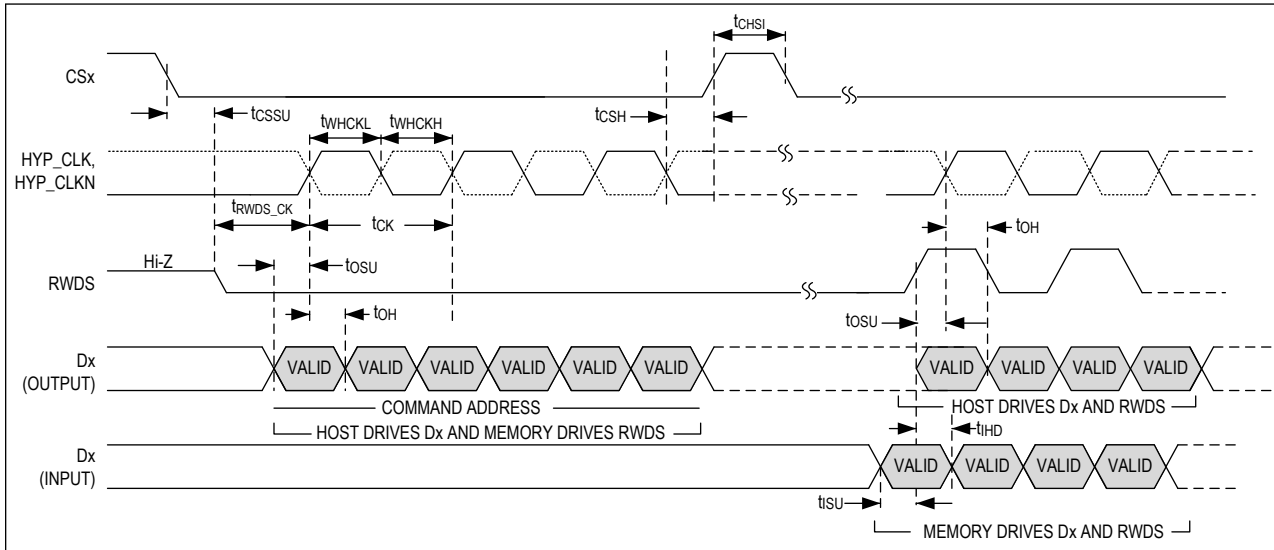 tCHSI
CSx
tCSSU
tWHCKL
tWHCKH
tCSH
HYP_CLK,
HYP_CLKN
tRWDS_CK
tCK
tOH
Hi-Z
tOSU
RWDS
tOH
tOSU
Dx
(OUTPUT)
VALID VALID VALID VALID VALID VALID
VALID VALID VALID VALID
COMMAND ADDRESS
HOST DRIVES Dx AND RWDS
HOST DRIVES Dx AND MEMORY DRIVES RWDS
tIHD
Dx
(INPUT)
VALID VALID VALID VALID
tISU
MEMORY DRIVES Dx AND RWDS